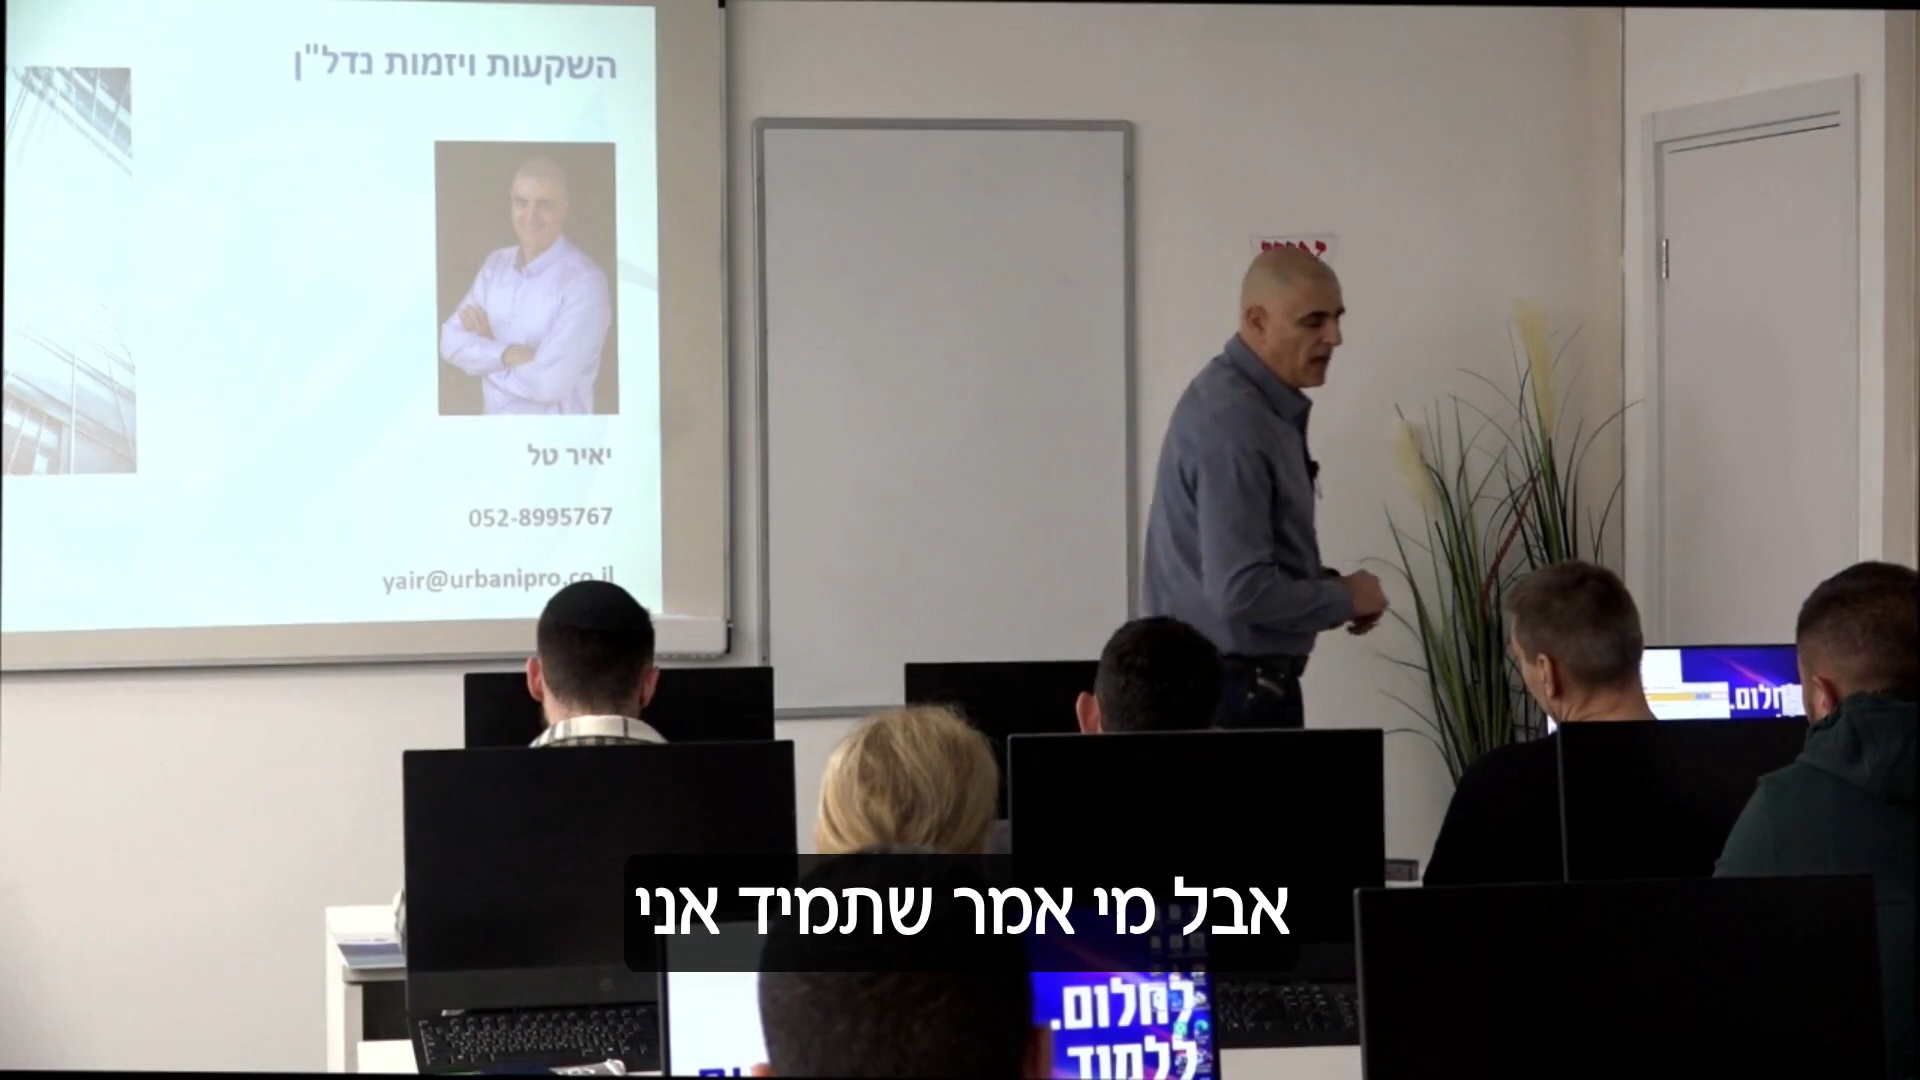 השקעות ויזמות נדל"ן
יאיר טל
052-8995767
yair@urbanipro.co.il
אבל מי אמר שתמיד אני
לחלום.
לחלום.
ללמוד